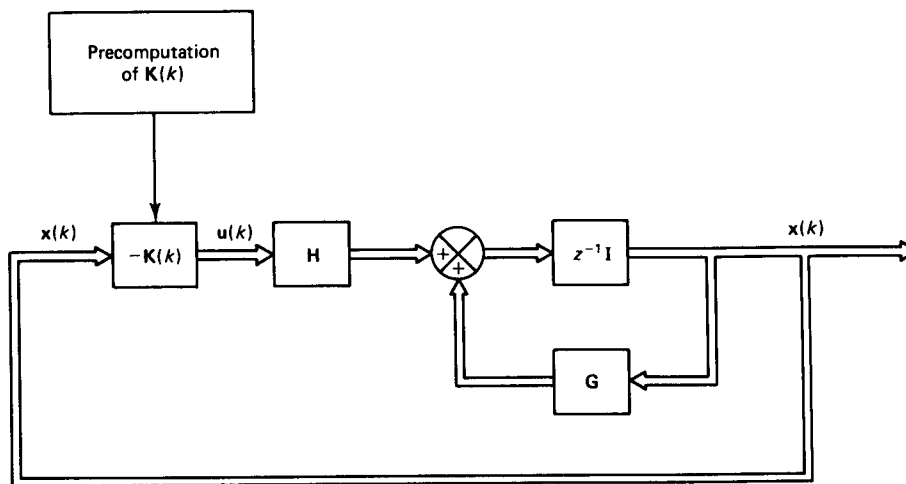 Precomputation
of K(k)
x(k)
−K(k)
u(k)
H
+
+
z⁻¹I
x(k)
G